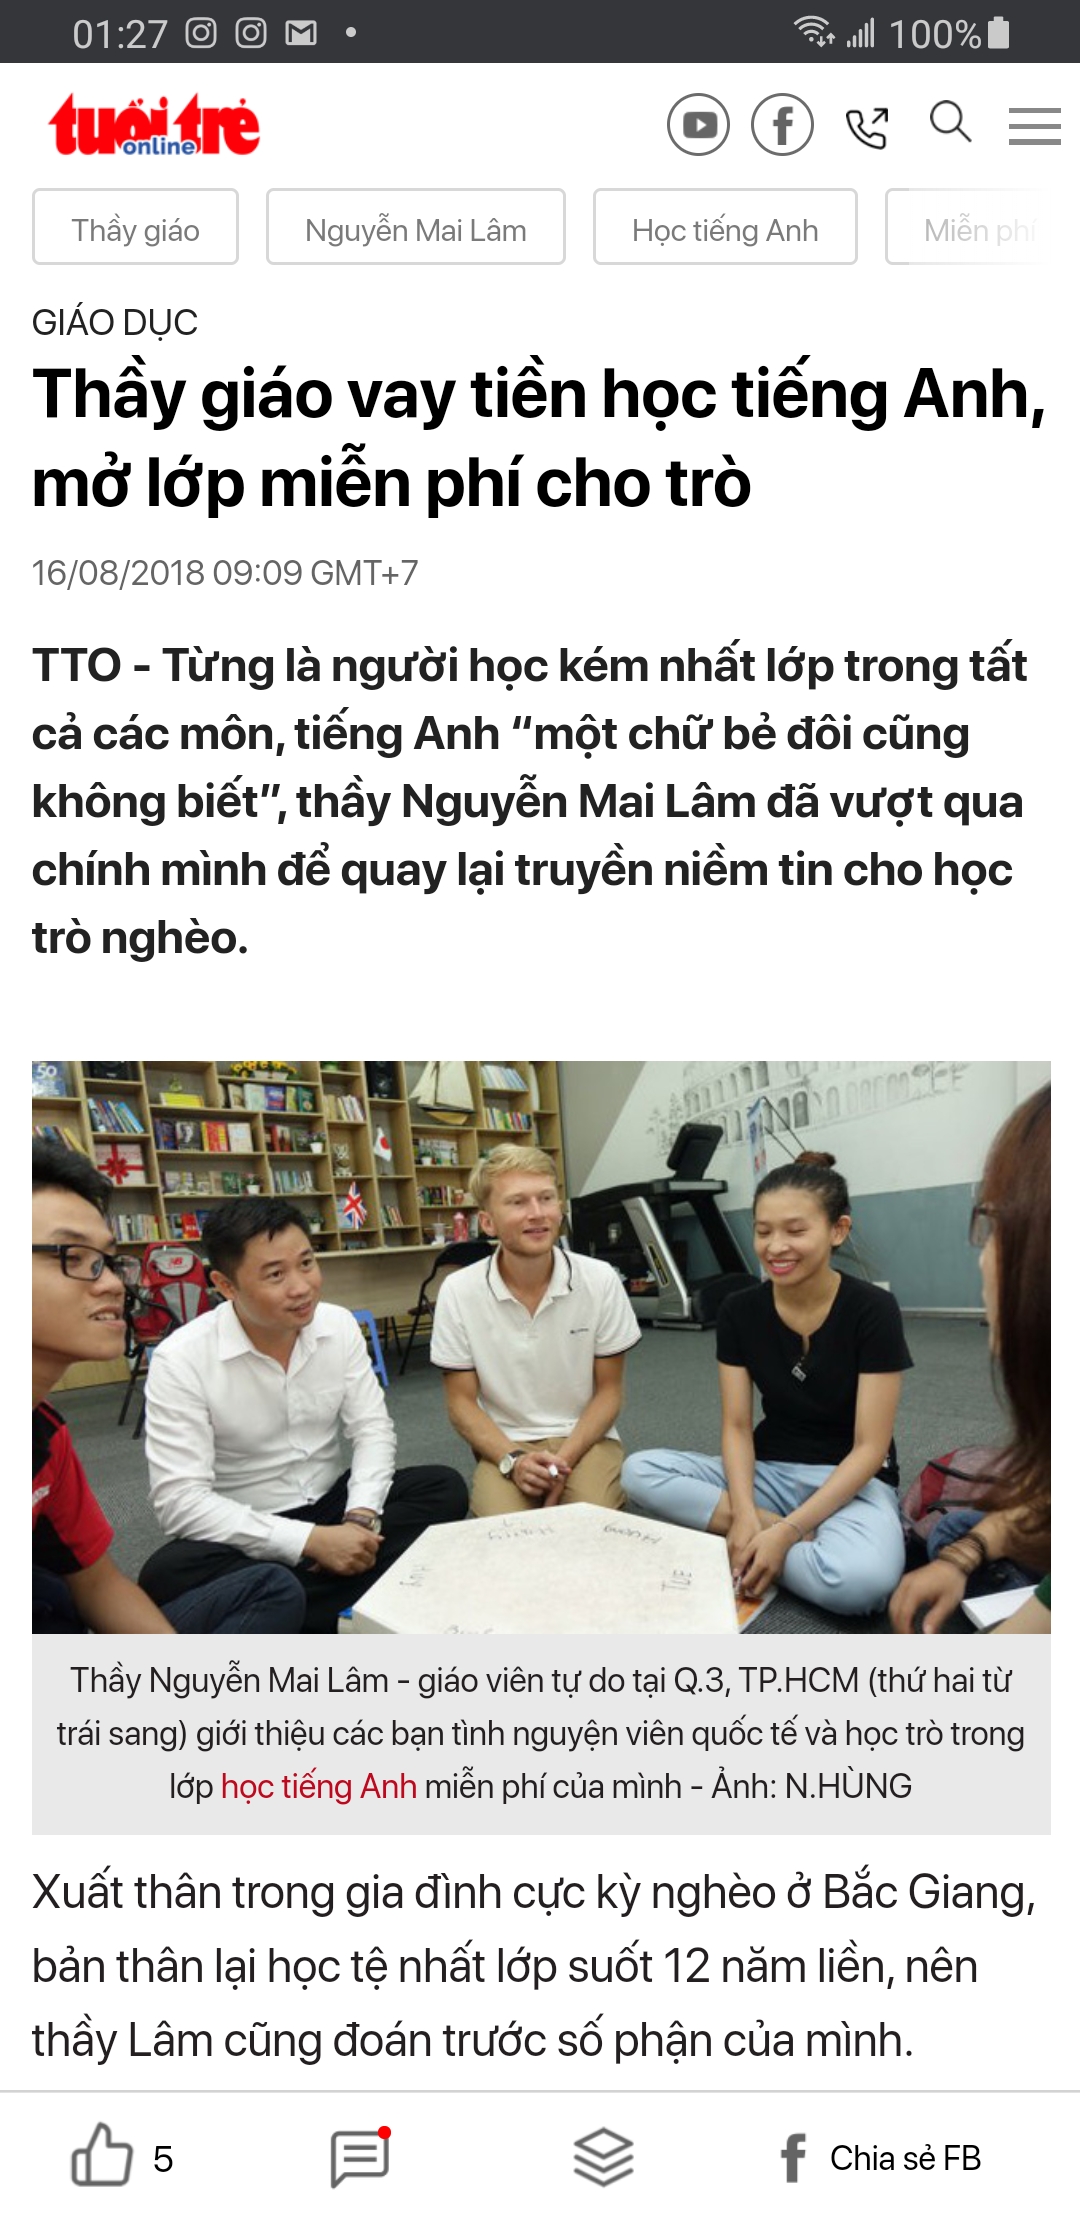 01:27
100%
tuổi trẻ
online
Thầy giáo
Nguyễn Mai Lâm
Học tiếng Anh
Miễn phí
GIÁO DỤC
Thầy giáo vay tiền học tiếng Anh,
mở lớp miễn phí cho trò
16/08/2018 09:09 GMT+7
TTO - Từng là người học kém nhất lớp trong tất
cả các môn, tiếng Anh “một chữ bẻ đôi cũng
không biết”, thầy Nguyễn Mai Lâm đã vượt qua
chính mình để quay lại truyền niềm tin cho học
trò nghèo.
50
Thầy Nguyễn Mai Lâm - giáo viên tự do tại Q.3, TP.HCM (thứ hai từ
trái sang) giới thiệu các bạn tình nguyện viên quốc tế và học trò trong
lớp học tiếng Anh miễn phí của mình - Ảnh: N.HÙNG
Xuất thân trong gia đình cực kỳ nghèo ở Bắc Giang,
bản thân lại học tệ nhất lớp suốt 12 năm liền, nên
thầy Lâm cũng đoán trước số phận của mình.
5
Chia sẻ FB